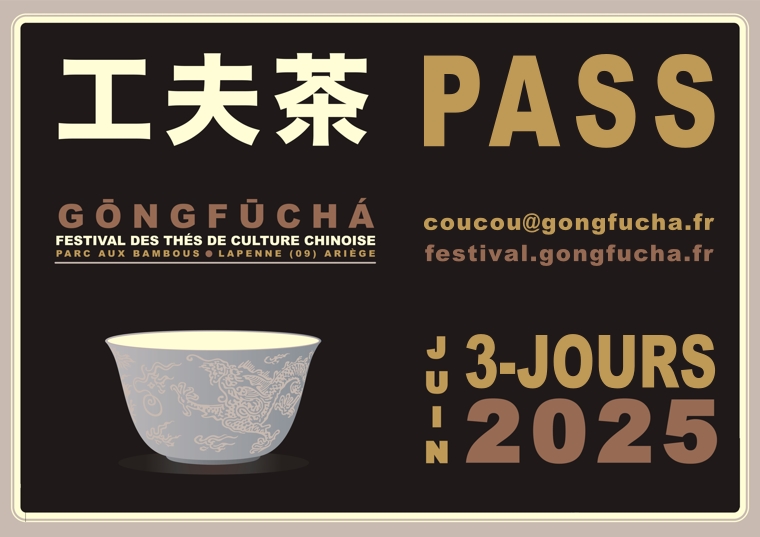 工夫茶
GŌNGFŪCHÁ
FESTIVAL DES THÉS DE CULTURE CHINOISE
PARC AUX BAMBOUS ● LAPENNE (09) ARIÈGE
PASS
coucou@gongfucha.fr
festival.gongfucha.fr
JUIN
3-JOURS
2025